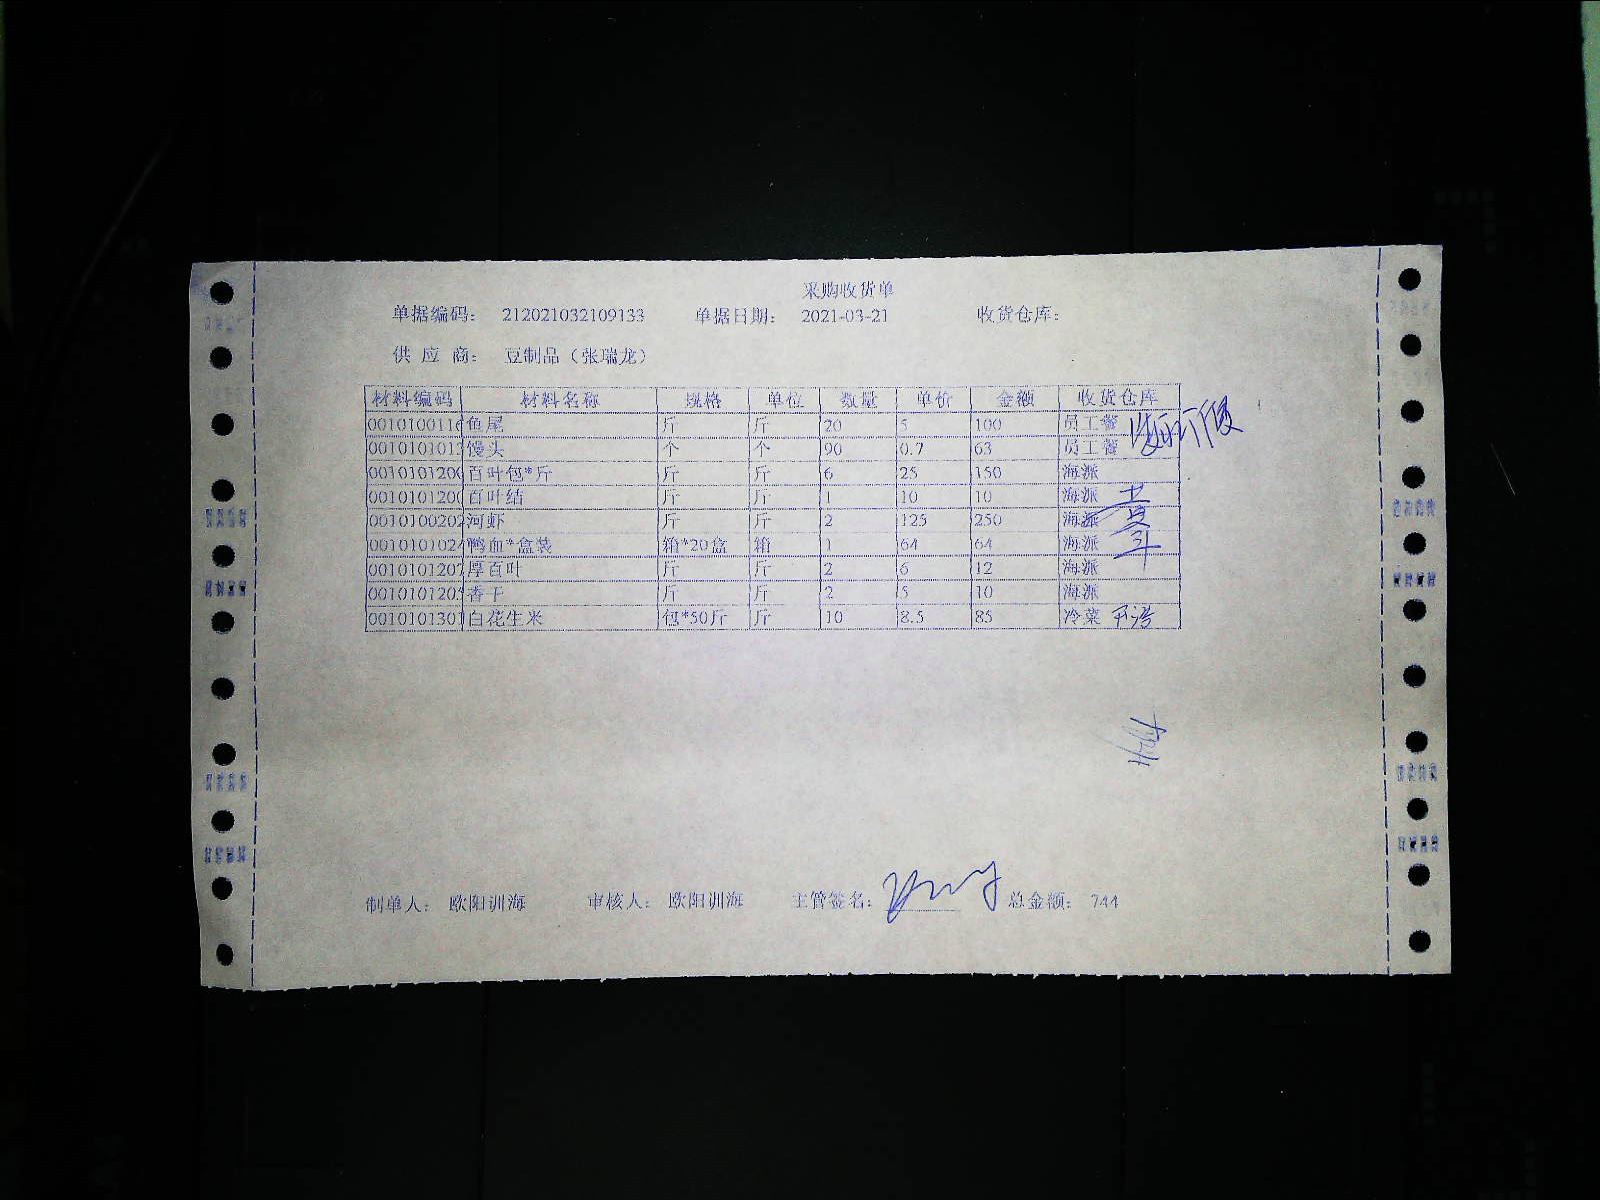 采购收货单
单据编码： 212021032109133 单据日期： 2021-03-21 收货仓库：
供 应 商： 豆制品（张瑞龙）
材料编码 材料名称 规格 单位 数量 单价 金额 收货仓库
0010100116 鱼尾 斤 斤 20 5 100 员工餐
001010101 馒头 个 个 90 0.7 63 员工餐
001010120 百叶包*斤 斤 斤 6 25 150 海派
001010120 百叶结 斤 斤 1 10 10 海派
001010020 河虾 斤 斤 2 125 250 海派
001010102 鸭血*盒装 箱*20盒 箱 1 64 64 海派
001010120 厚百叶 斤 斤 2 6 12 海派
001010120 香干 斤 斤 2 5 10 海派
001010130 白花生米 包*50斤 斤 10 8.5 85 冷菜
制单人： 欧阳训海 审核人： 欧阳训海 主管签名： 总金额： 744